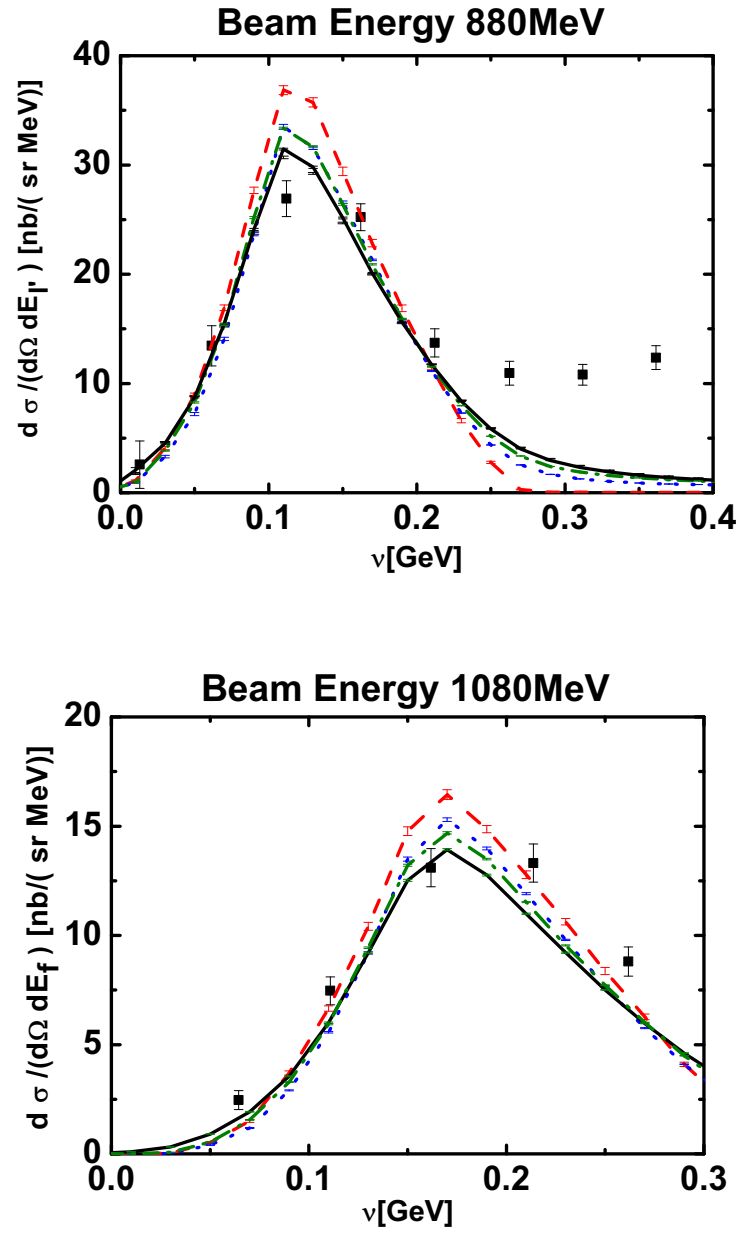 Beam Energy 880MeV
d σ /(dΩ dE_l' ) [nb/( sr MeV)]
40
30
20
10
0
0.0 0.1 0.2 0.3 0.4
ν[GeV]
Beam Energy 1080MeV
d σ /(dΩ dE_f ) [nb/( sr MeV)]
20
15
10
5
0
0.0 0.1 0.2 0.3
ν[GeV]